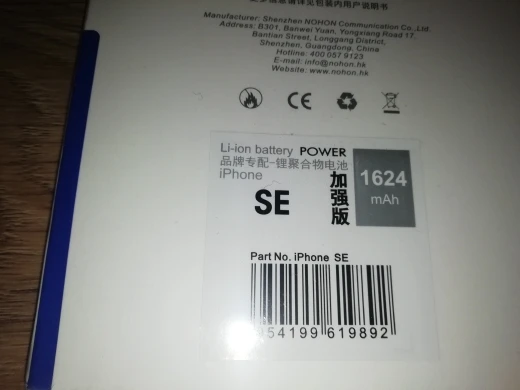 Manufacturer: Shenzhen NOHON Communication Co.,Ltd.
Address: B301, Benwei Yuan, Yongxiang Road 17,
Bantian Street, Longgang District,
Shenzhen, Guangdong, China
Hotline: 400 057 9123
E-mail: info@nohon.hk
Website: www.nohon.hk
CE
Li-ion battery POWER
品牌专配-锂聚合物电池
iPhone
SE
加强版
1624
mAh
Part No. iPhone SE
54199 619892